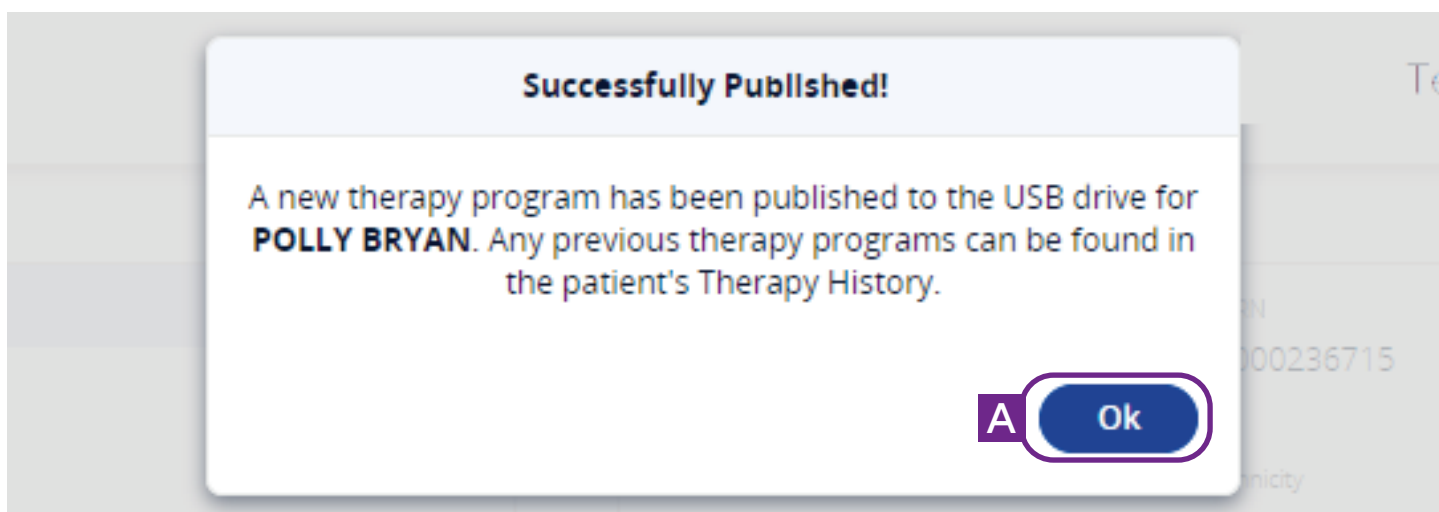 Successfully Published!
A new therapy program has been published to the USB drive for
POLLY BRYAN. Any previous therapy programs can be found in
the patient's Therapy History.
000236715
A
Ok